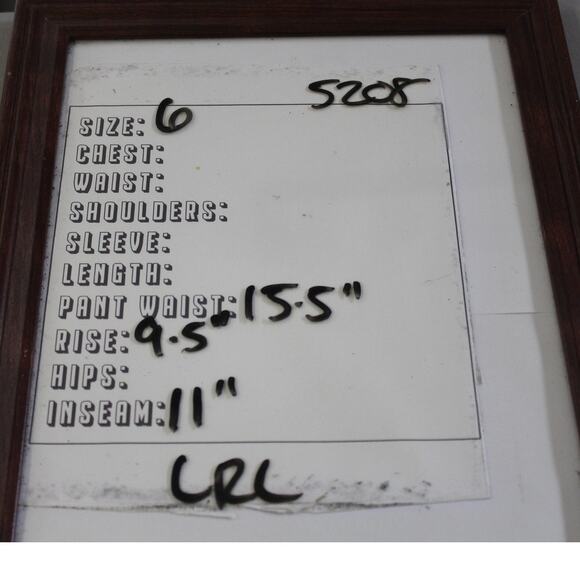 5208
SIZE: 6
CHEST:
WAIST:
SHOULDERS:
SLEEVE:
LENGTH:
PANT WAIST: 15.5"
RISE: 9.5"
HIPS:
INSEAM: 11"
LRL